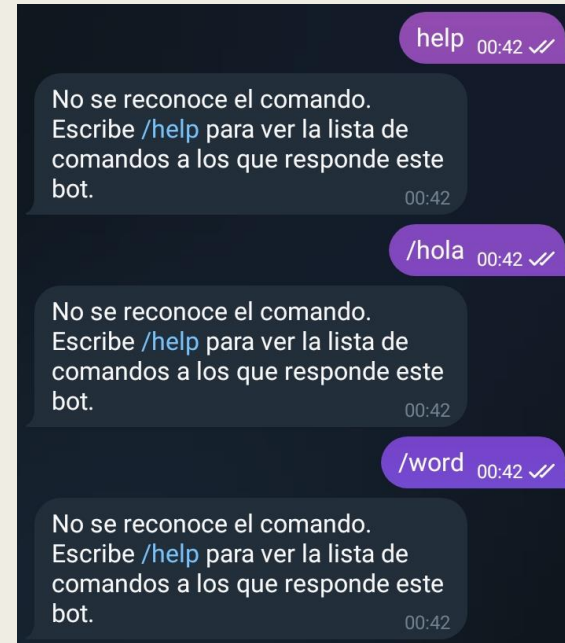 help 00:42
No se reconoce el comando.
Escribe /help para ver la lista de
comandos a los que responde este
bot.
00:42
/hola 00:42
No se reconoce el comando.
Escribe /help para ver la lista de
comandos a los que responde este
bot.
00:42
/word 00:42
No se reconoce el comando.
Escribe /help para ver la lista de
comandos a los que responde este
bot.
00:42